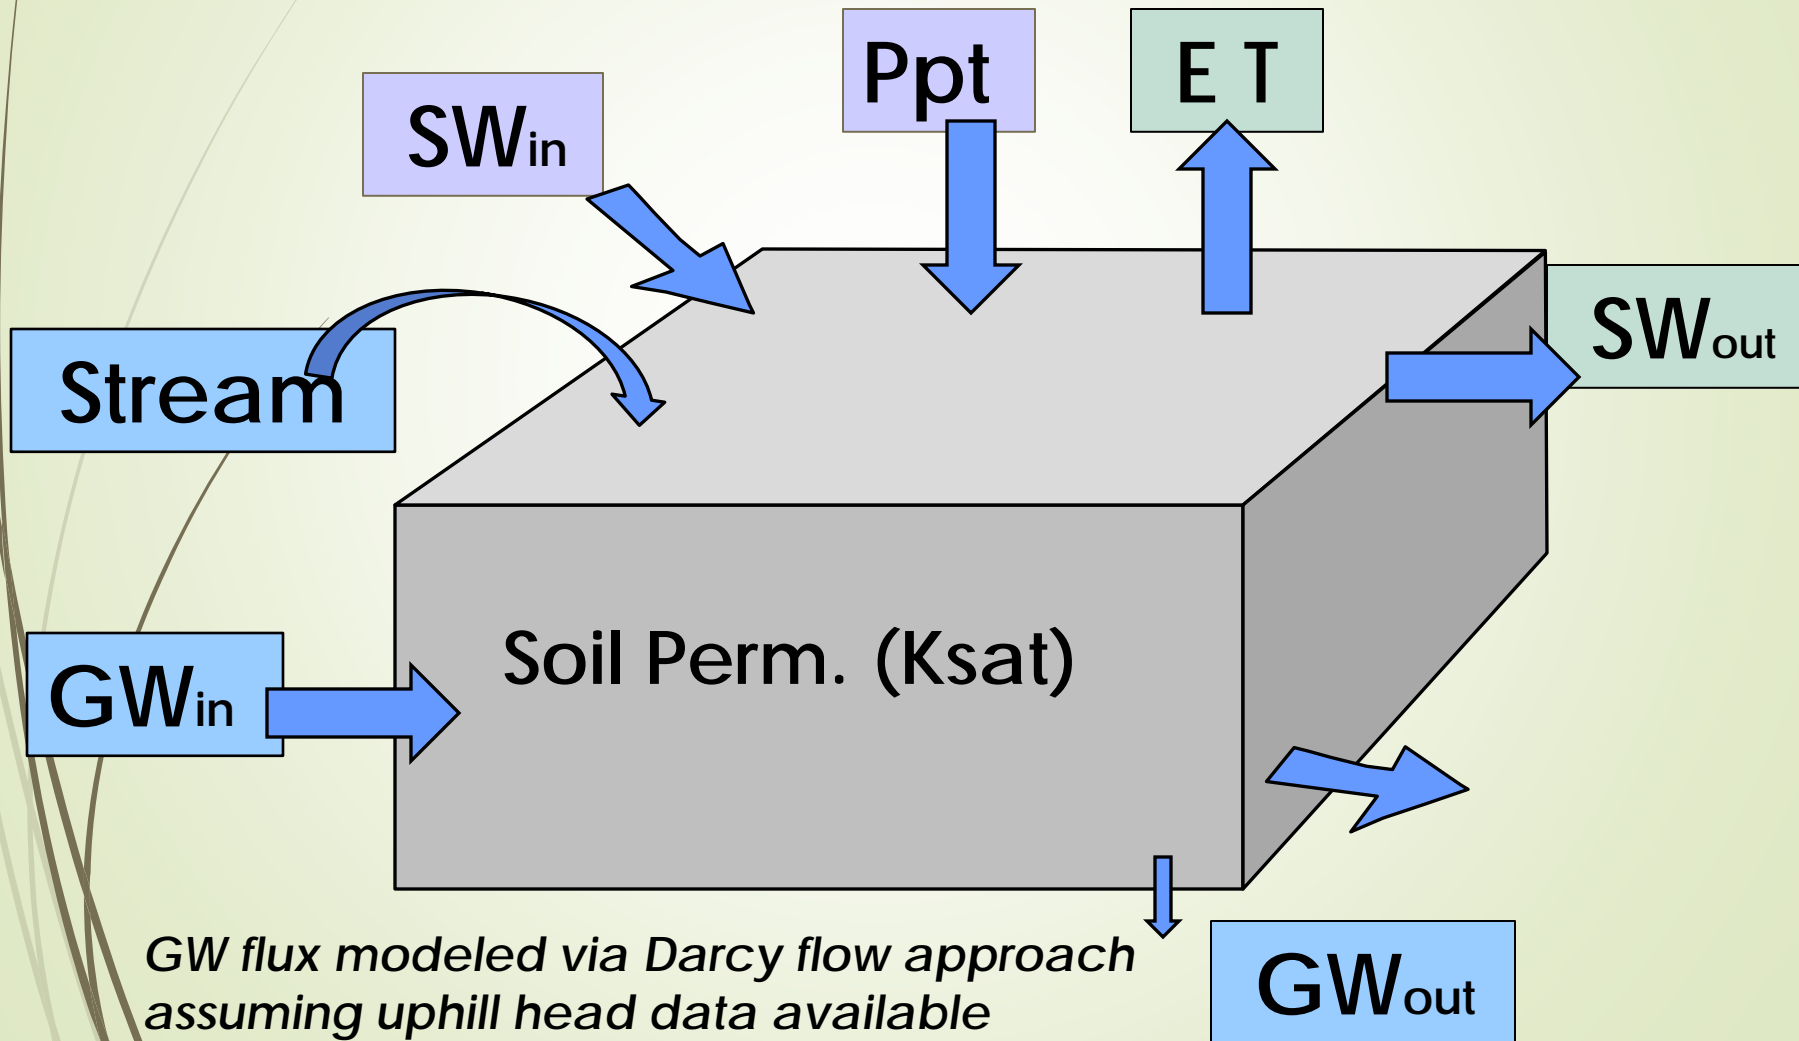 Ppt
E T
SWin
SWout
Stream
Soil Perm. (Ksat)
GWin
GW flux modeled via Darcy flow approach
assuming uphill head data available
GWout